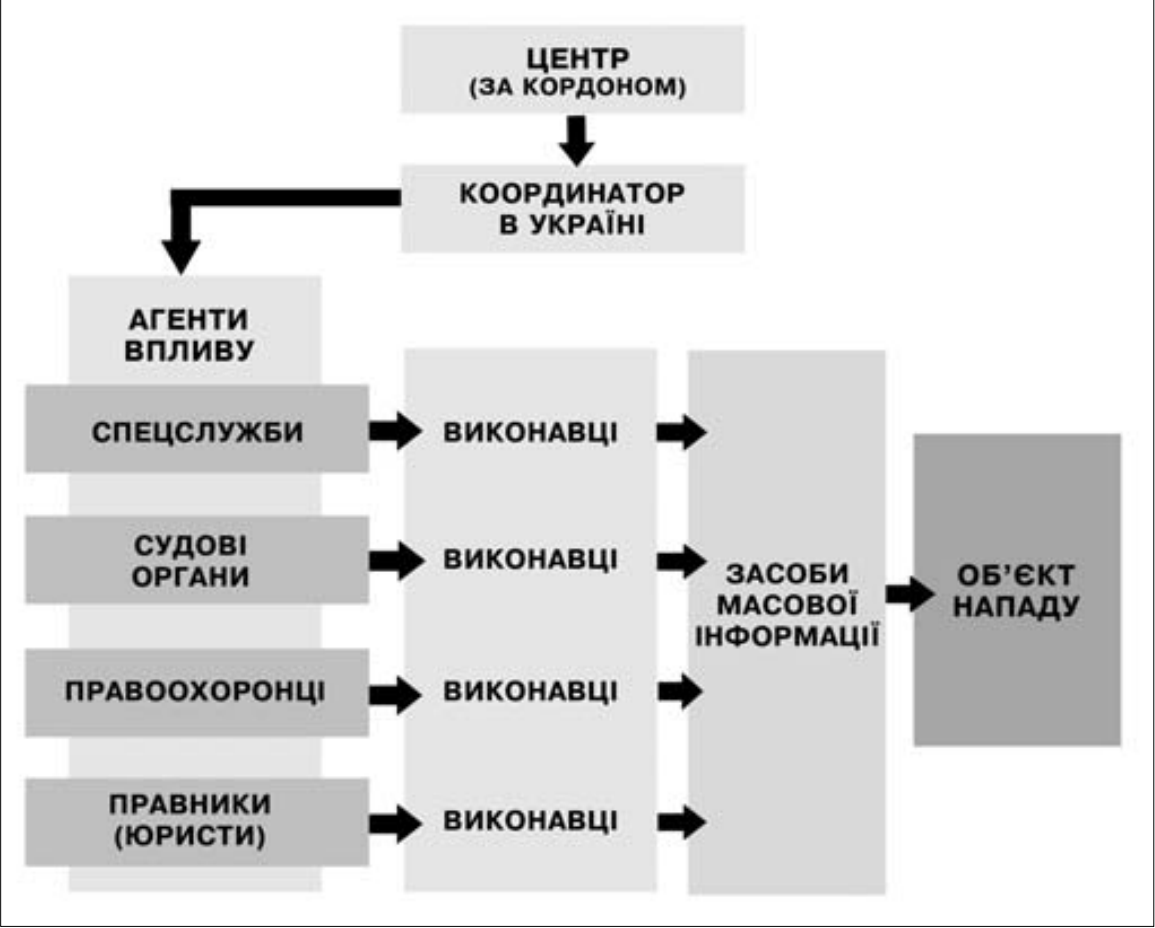 ЦЕНТР
(ЗА КОРДОНОМ)
КООРДИНАТОР
В УКРАЇНІ
АГЕНТИ
ВПЛИВУ
СПЕЦСЛУЖБИ
ВИКОНАВЦІ
СУДОВІ
ОРГАНИ
ВИКОНАВЦІ
ПРАВООХОРОНЦІ
ВИКОНАВЦІ
ПРАВНИКИ
(ЮРИСТИ)
ВИКОНАВЦІ
ЗАСОБИ
МАСОВОЇ
ІНФОРМАЦІЇ
ОБ’ЄКТ
НАПАДУ